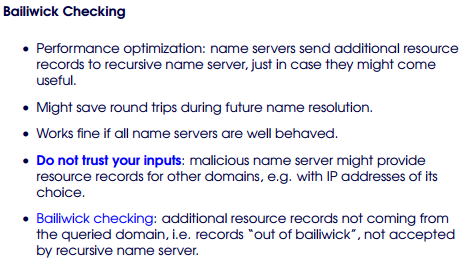 Bailiwick Checking
• Performance optimization: name servers send additional resource
records to recursive name server, just in case they might come
useful.
• Might save round trips during future name resolution.
• Works fine if all name servers are well behaved.
• Do not trust your inputs: malicious name server might provide
resource records for other domains, e.g. with IP addresses of its
choice.
• Bailiwick checking: additional resource records not coming from
the queried domain, i.e. records “out of bailiwick”, not accepted
by recursive name server.